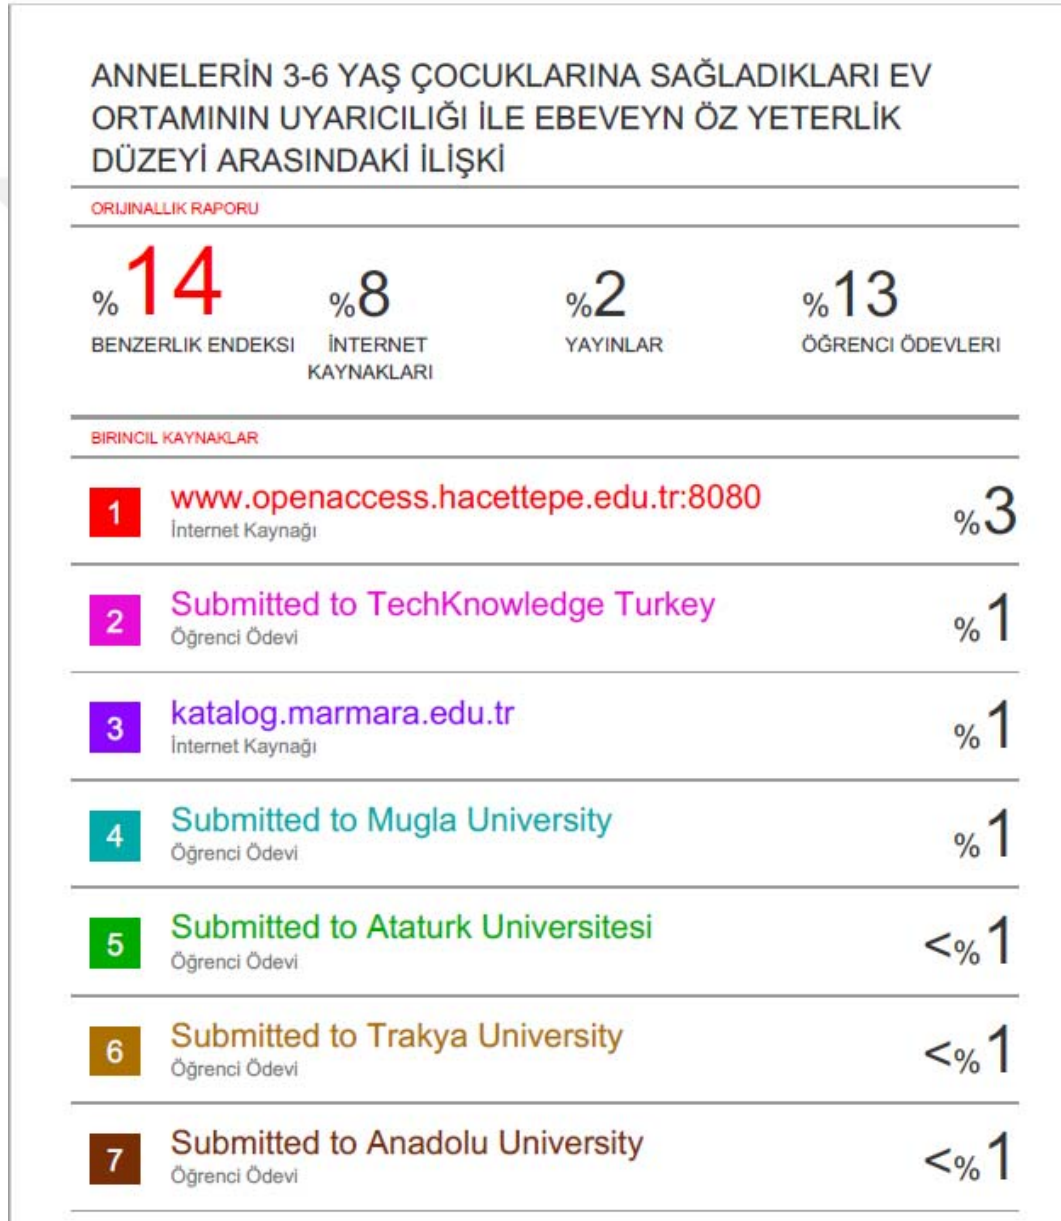 ANNELERİN 3-6 YAŞ ÇOCUKLARINA SAĞLADIKLARI EV
ORTAMININ UYARICILIĞI İLE EBEVEYN ÖZ YETERLİK
DÜZEYİ ARASINDAKİ İLİŞKİ
ORIJINALLIK RAPORU
%14 %8 %2 %13
BENZERLIK ENDEKSI İNTERNET YAYINLAR ÖĞRENCI ÖDEVLERI
KAYNAKLARI
BIRINCIL KAYNAKLAR
1 www.openaccess.hacettepe.edu.tr:8080 %3
İnternet Kaynağı
2 Submitted to TechKnowledge Turkey %1
Öğrenci Ödevi
3 katalog.marmara.edu.tr %1
İnternet Kaynağı
4 Submitted to Mugla University %1
Öğrenci Ödevi
5 Submitted to Ataturk Universitesi <%1
Öğrenci Ödevi
6 Submitted to Trakya University <%1
Öğrenci Ödevi
7 Submitted to Anadolu University <%1
Öğrenci Ödevi